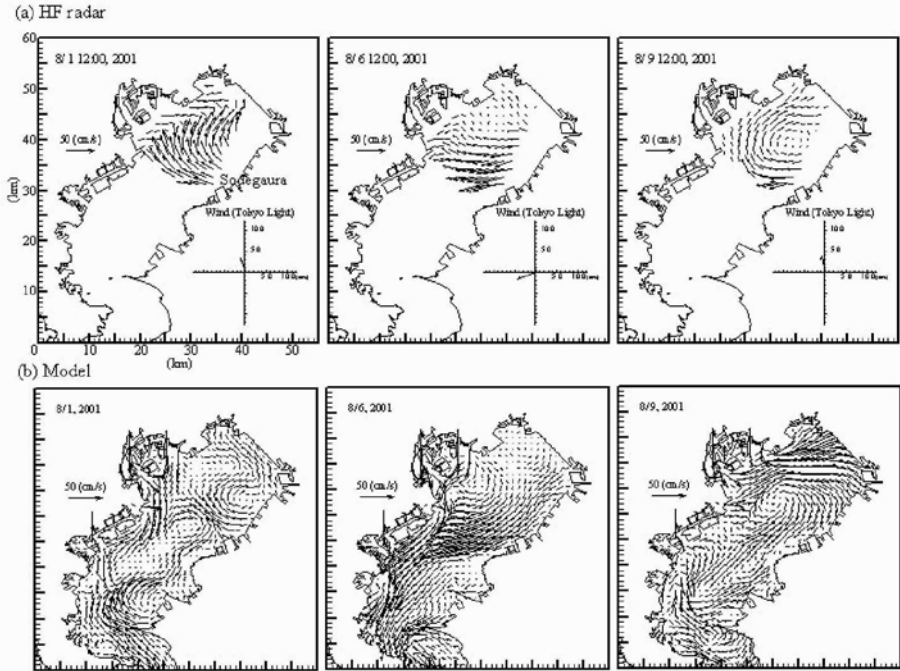 (a) HF radar
60
50
40
30
20
10
0
(km)
8/1 12:00, 2001
50 (cm/s)
Sodegaura
Wind (Tokyo Light)
100
50
50 100(cm)
0 10 20 30 40 50
(km)
8/6 12:00, 2001
50 (cm/s)
Wind (Tokyo Light)
100
50
50 100(cm)
8/9 12:00, 2001
50 (cm/s)
Wind (Tokyo Light)
100
50
50 100(cm)
(b) Model
8/1, 2001
50 (cm/s)
8/6, 2001
50 (cm/s)
8/9, 2001
50 (cm/s)